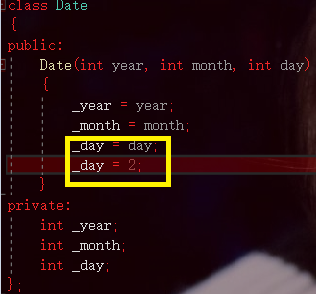 class Date
{
public:
Date(int year, int month, int day)
{
_year = year;
_month = month;
_day = day;
_day = 2;
}
private:
int _year;
int _month;
int _day;
};